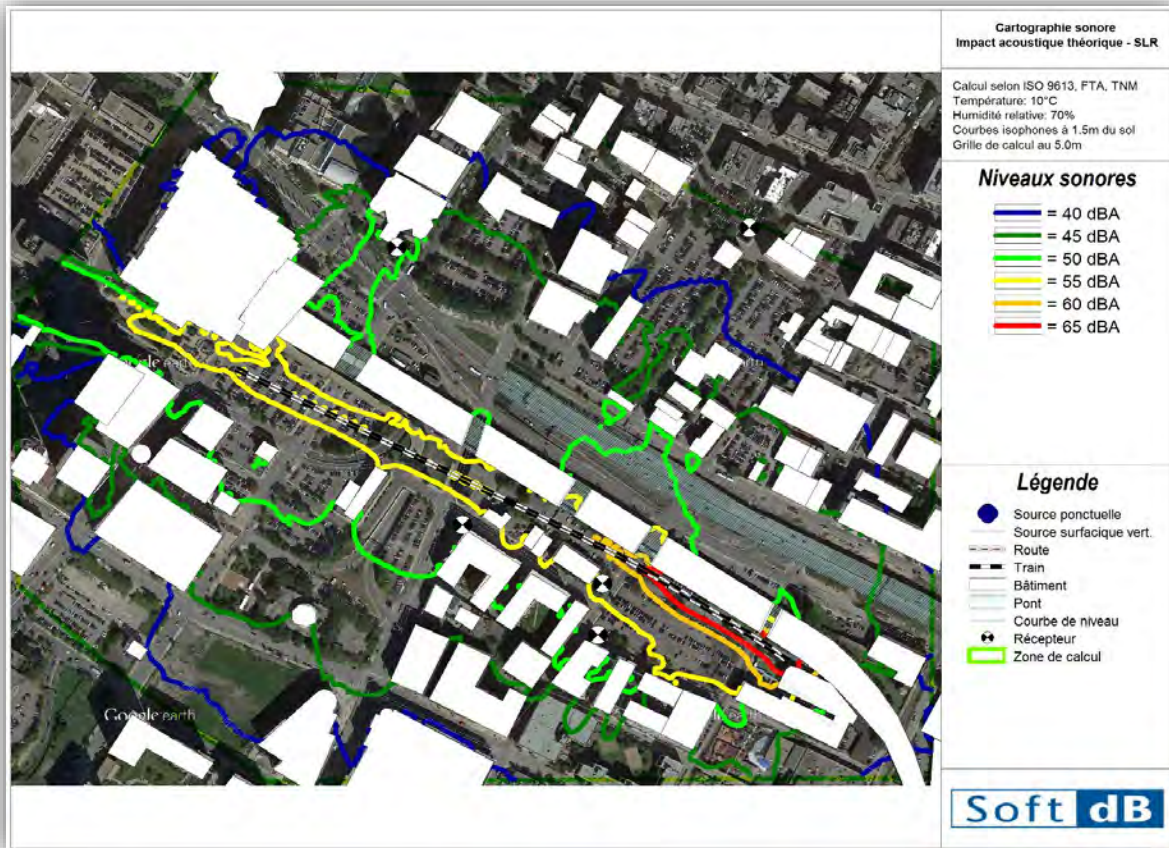 Cartographie sonore
Impact acoustique théorique - SLR
Calcul selon ISO 9613, FTA, TNM
Température: 10°C
Humidité relative: 70%
Courbes isophones à 1.5m du sol
Grille de calcul au 5.0m
Niveaux sonores
= 40 dBA
= 45 dBA
= 50 dBA
= 55 dBA
= 60 dBA
= 65 dBA
Légende
Source ponctuelle
Source surfacique vert.
Route
Train
Bâtiment
Pont
Courbe de niveau
Récepteur
Zone de calcul
Google earth
Soft dB